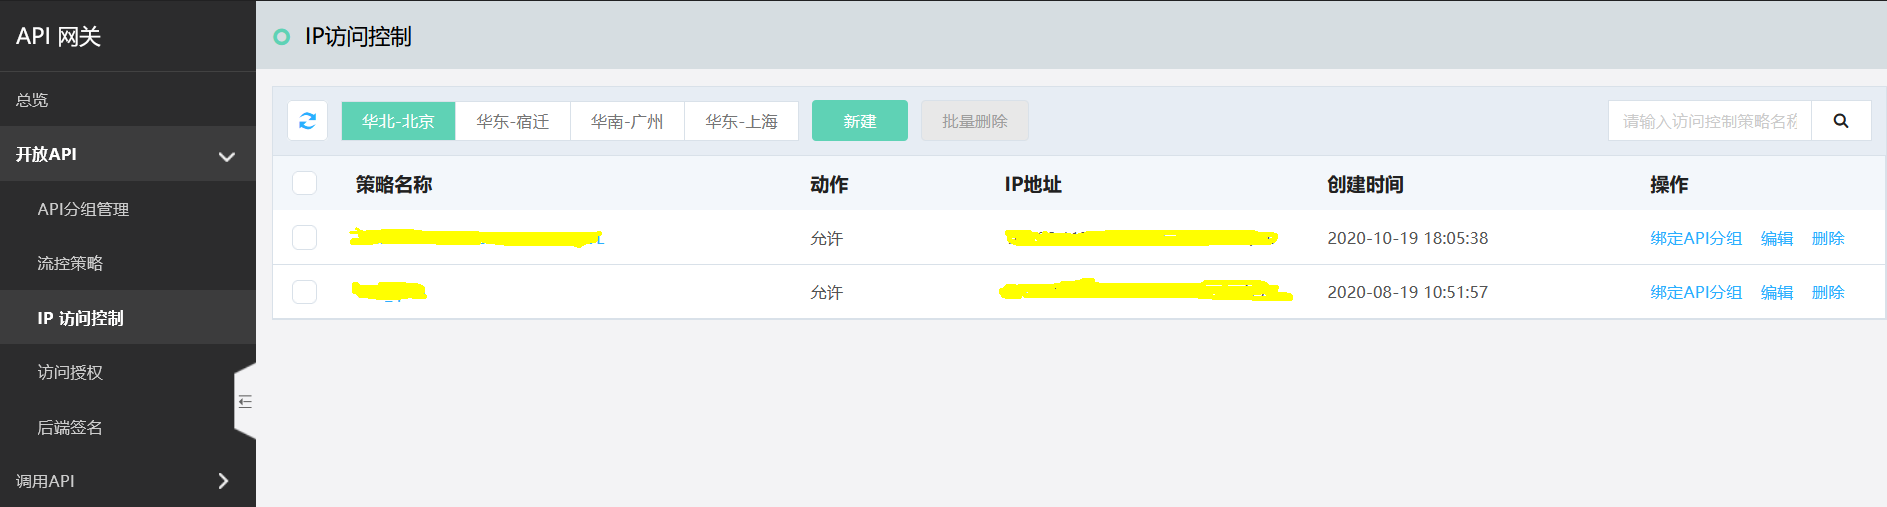 API 网关
总览
开放API
API分组管理
流控策略
IP 访问控制
访问授权
后端签名
调用API
IP访问控制
华北-北京 华东-宿迁 华南-广州 华东-上海 新建 批量删除 请输入访问控制策略名称
策略名称 动作 IP地址 创建时间 操作
允许 2020-10-19 18:05:38 绑定API分组 编辑 删除
允许 2020-08-19 10:51:57 绑定API分组 编辑 删除